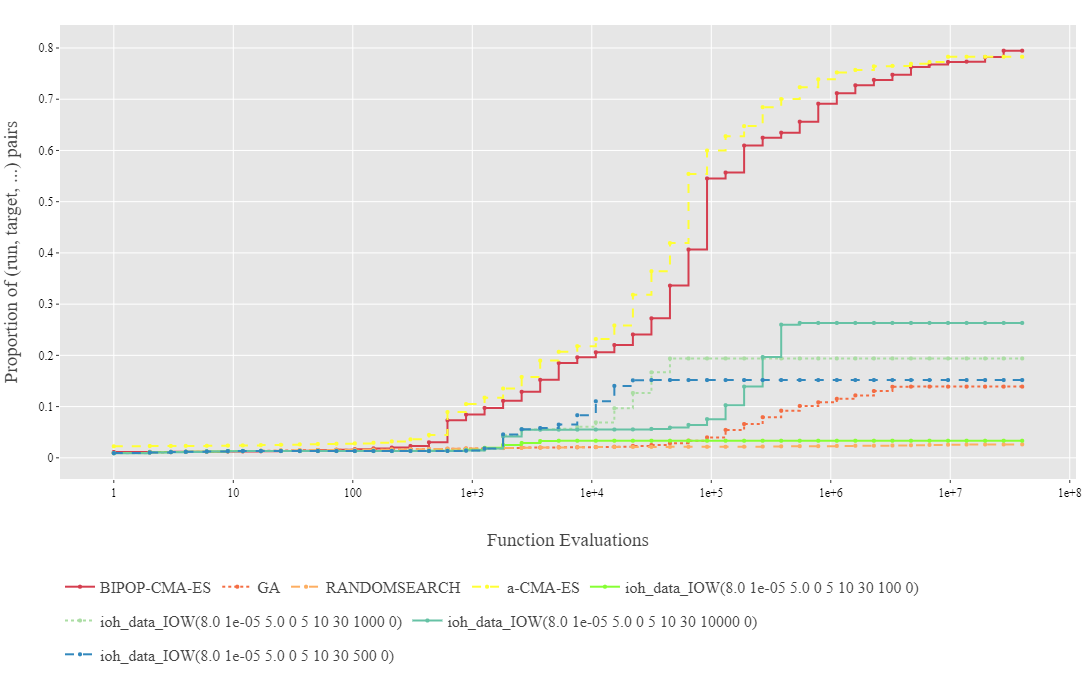 Proportion of (run, target, ...) pairs
0.8
0.7
0.6
0.5
0.4
0.3
0.2
0.1
0
1 10 100 1e+3 1e+4 1e+5 1e+6 1e+7 1e+8
Function Evaluations
BIPOP-CMA-ES GA RANDOMSEARCH a-CMA-ES ioh_data_IOW(8.0 1e-05 5.0 0 5 10 30 100 0)
ioh_data_IOW(8.0 1e-05 5.0 0 5 10 30 1000 0) ioh_data_IOW(8.0 1e-05 5.0 0 5 10 30 10000 0)
ioh_data_IOW(8.0 1e-05 5.0 0 5 10 30 500 0)